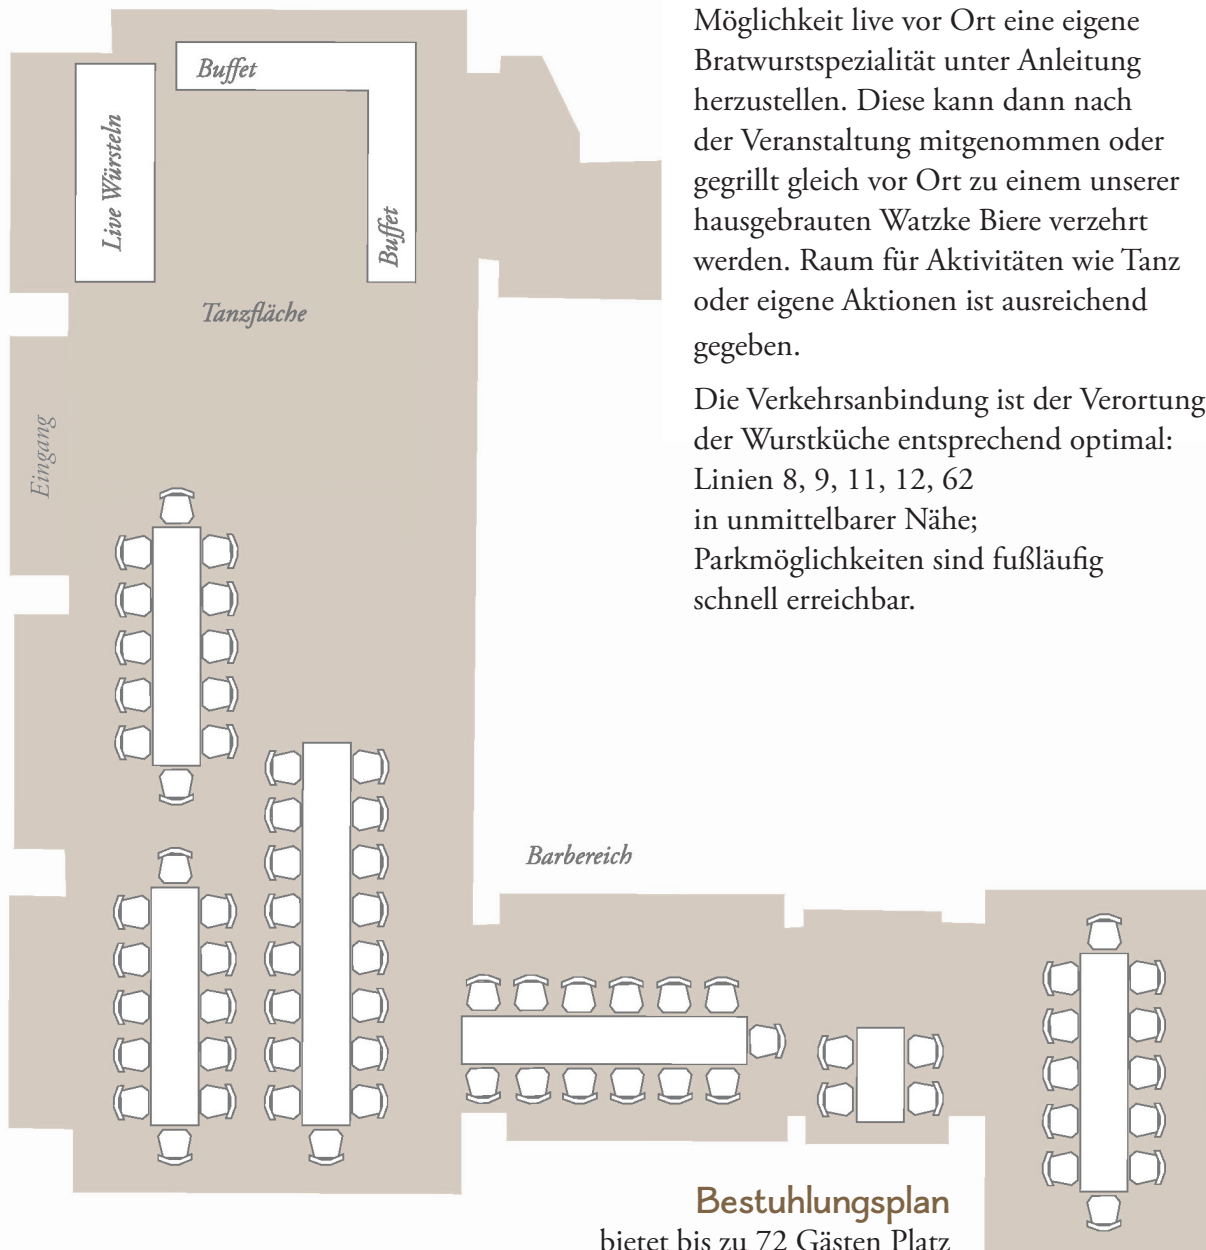 Möglichkeit live vor Ort eine eigene
Bratwurstspezialität unter Anleitung
herzustellen. Diese kann dann nach
der Veranstaltung mitgenommen oder
gegrillt gleich vor Ort zu einem unserer
hausgebrauten Watzke Biere verzehrt
werden. Raum für Aktivitäten wie Tanz
oder eigene Aktionen ist ausreichend
gegeben.
Die Verkehrsanbindung ist der Verortung
der Wurstküche entsprechend optimal:
Linien 8, 9, 11, 12, 62
in unmittelbarer Nähe;
Parkmöglichkeiten sind fußläufig
schnell erreichbar.
Buffet
Live Würsteln
Buffet
Tanzfläche
Eingang
Barbereich
Bestuhlungsplan
bietet bis zu 72 Gästen Platz